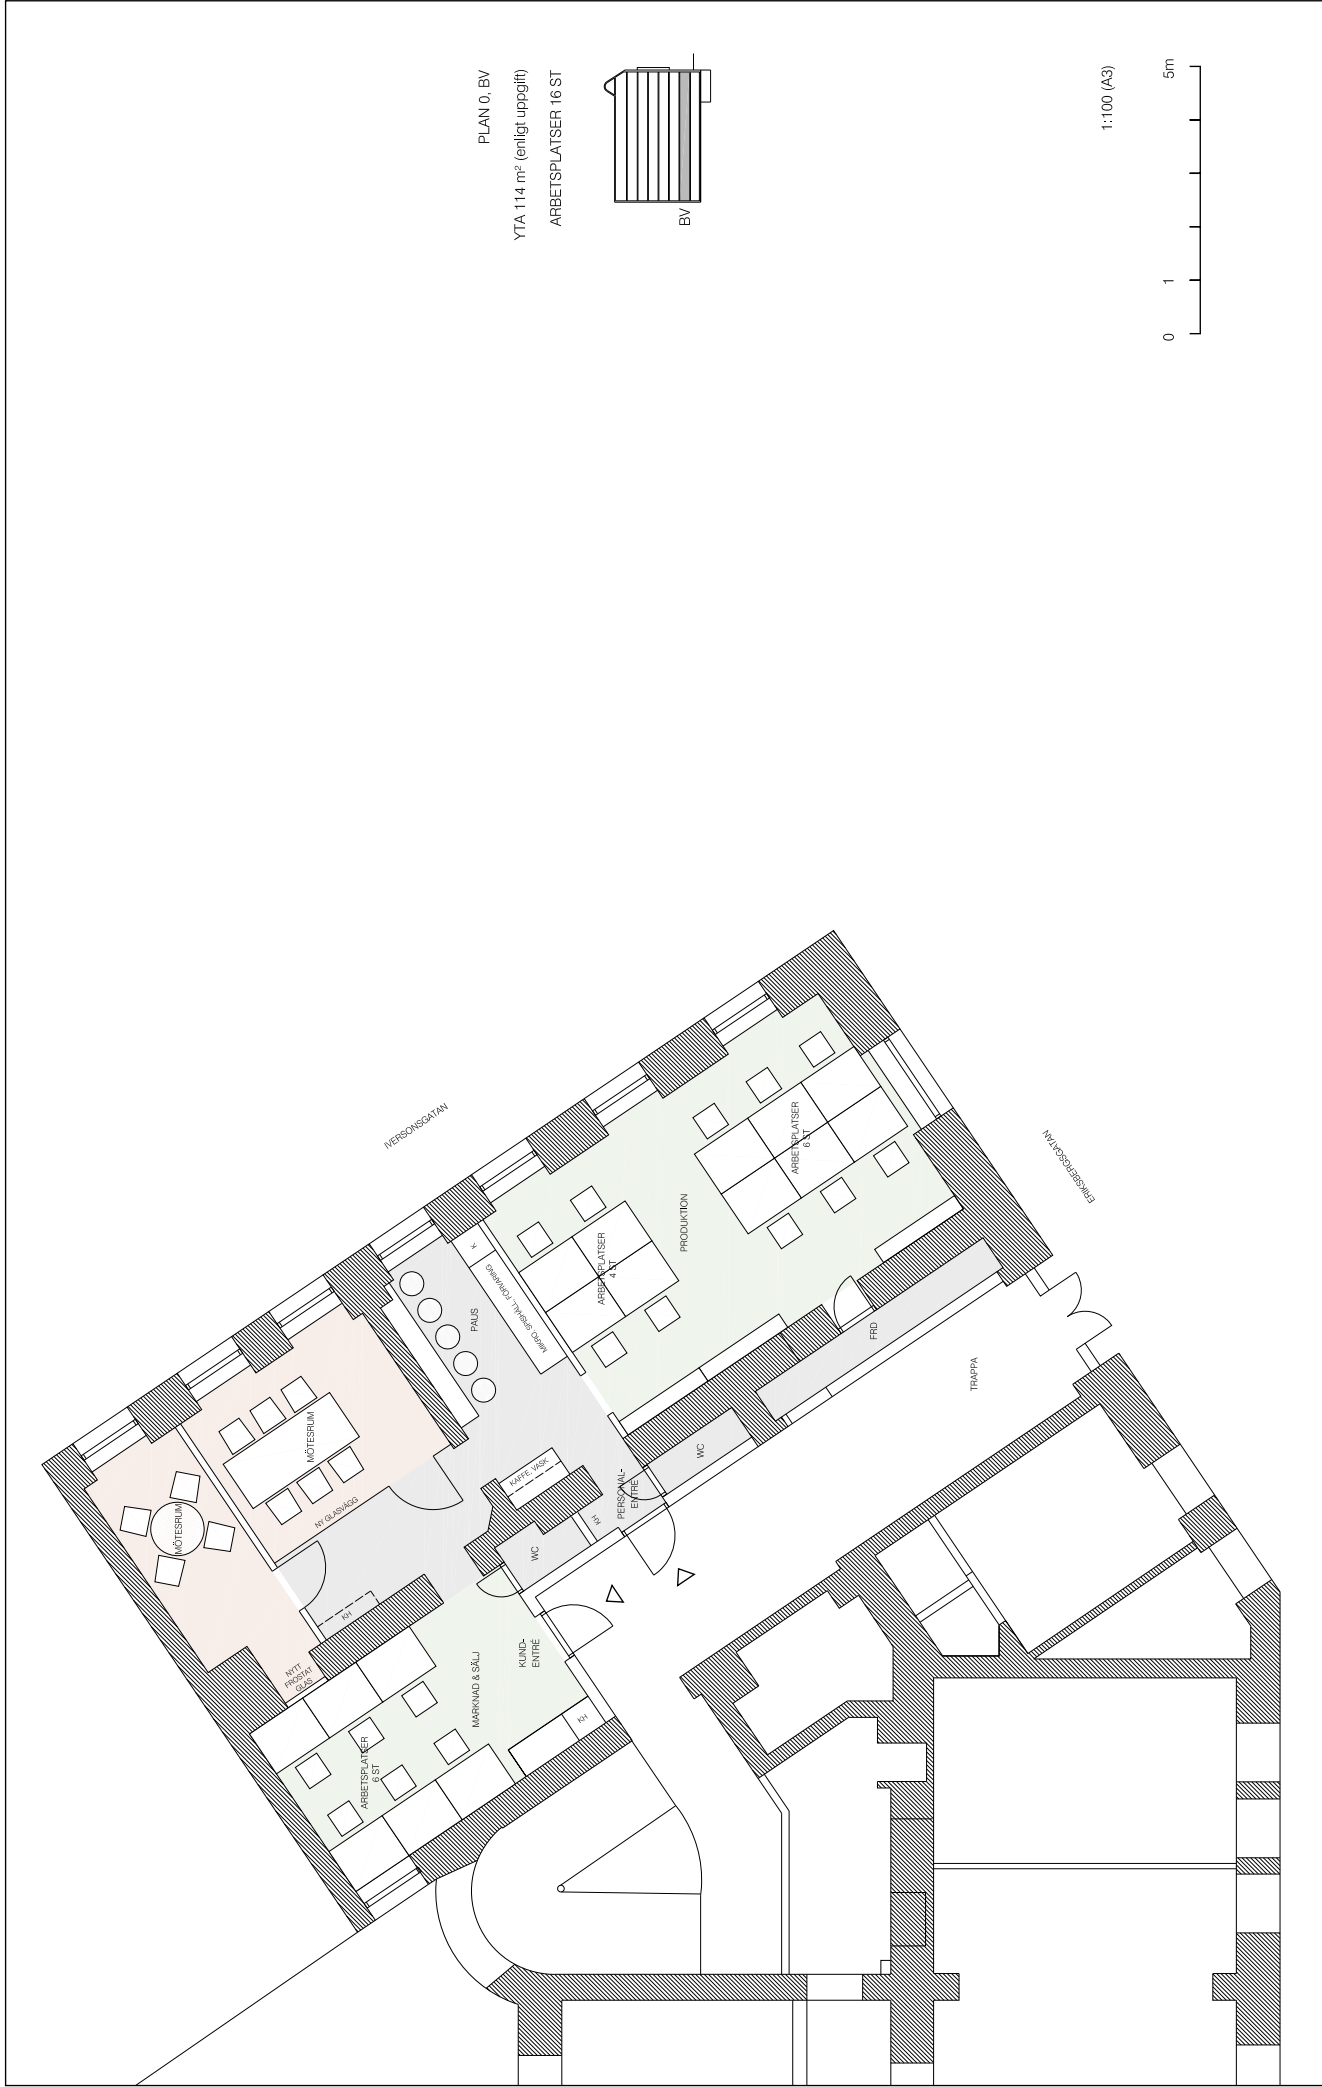 PLAN 0, BV
YTA 114 m² (enligt uppgift)
ARBETSPLATSER 16 ST
BV
1:100 (A3)
0
1
5m
IVERSONSGATAN
ERIKSBERGSGATAN
MÖTESRUM
MÖTESRUM
NY GLASVÄGG
NYTT
FROSTAT
GLAS
KH
PAUS
K
MIKRO, SPISHÄLL, FÖRVARING
KAFFE, VASK
KH
PERSONAL-
ENTRÉ
WC
WC
ARBETSPLATSER
4 ST
PRODUKTION
ARBETSPLATSER
6 ST
FRD
TRAPPA
ARBETSPLATSER
6 ST
MARKNAD & SÄLJ
KUND-
ENTRÉ
KH